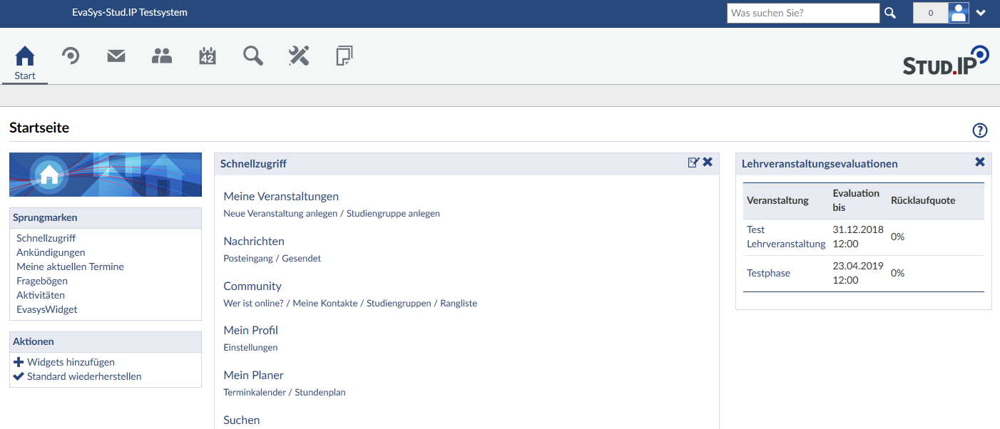 EvaSys-Stud.IP Testsystem
Was suchen Sie?
0
42
Start
STUD.IP
Startseite
?
Sprungmarken
Schnellzugriff
Ankündigungen
Meine aktuellen Termine
Fragebögen
Aktivitäten
EvasysWidget
Aktionen
Widgets hinzufügen
Standard wiederherstellen
Schnellzugriff
Meine Veranstaltungen
Neue Veranstaltung anlegen / Studiengruppe anlegen
Nachrichten
Posteingang / Gesendet
Community
Wer ist online? / Meine Kontakte / Studiengruppen / Rangliste
Mein Profil
Einstellungen
Mein Planer
Terminkalender / Stundenplan
Suchen
Lehrveranstaltungsevaluationen
Veranstaltung
Evaluation
bis
Rücklaufquote
Test
Lehrveranstaltung
31.12.2018
12:00
0%
Testphase
23.04.2019
12:00
0%